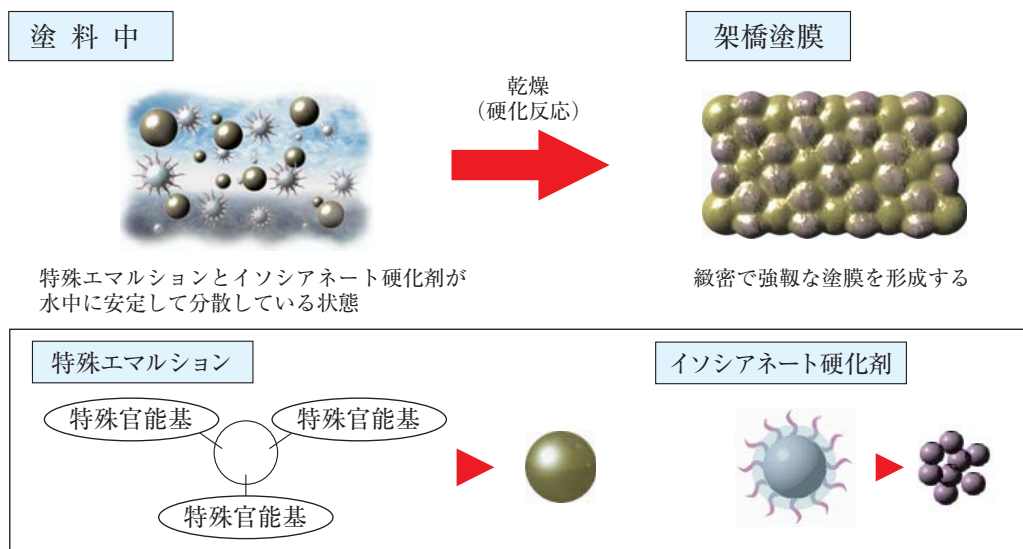 塗 料 中
架橋塗膜
乾燥
（硬化反応）
特殊エマルションとイソシアネート硬化剤が
水中に安定して分散している状態
緻密で強靱な塗膜を形成する
特殊エマルション
イソシアネート硬化剤
特殊官能基
特殊官能基
特殊官能基